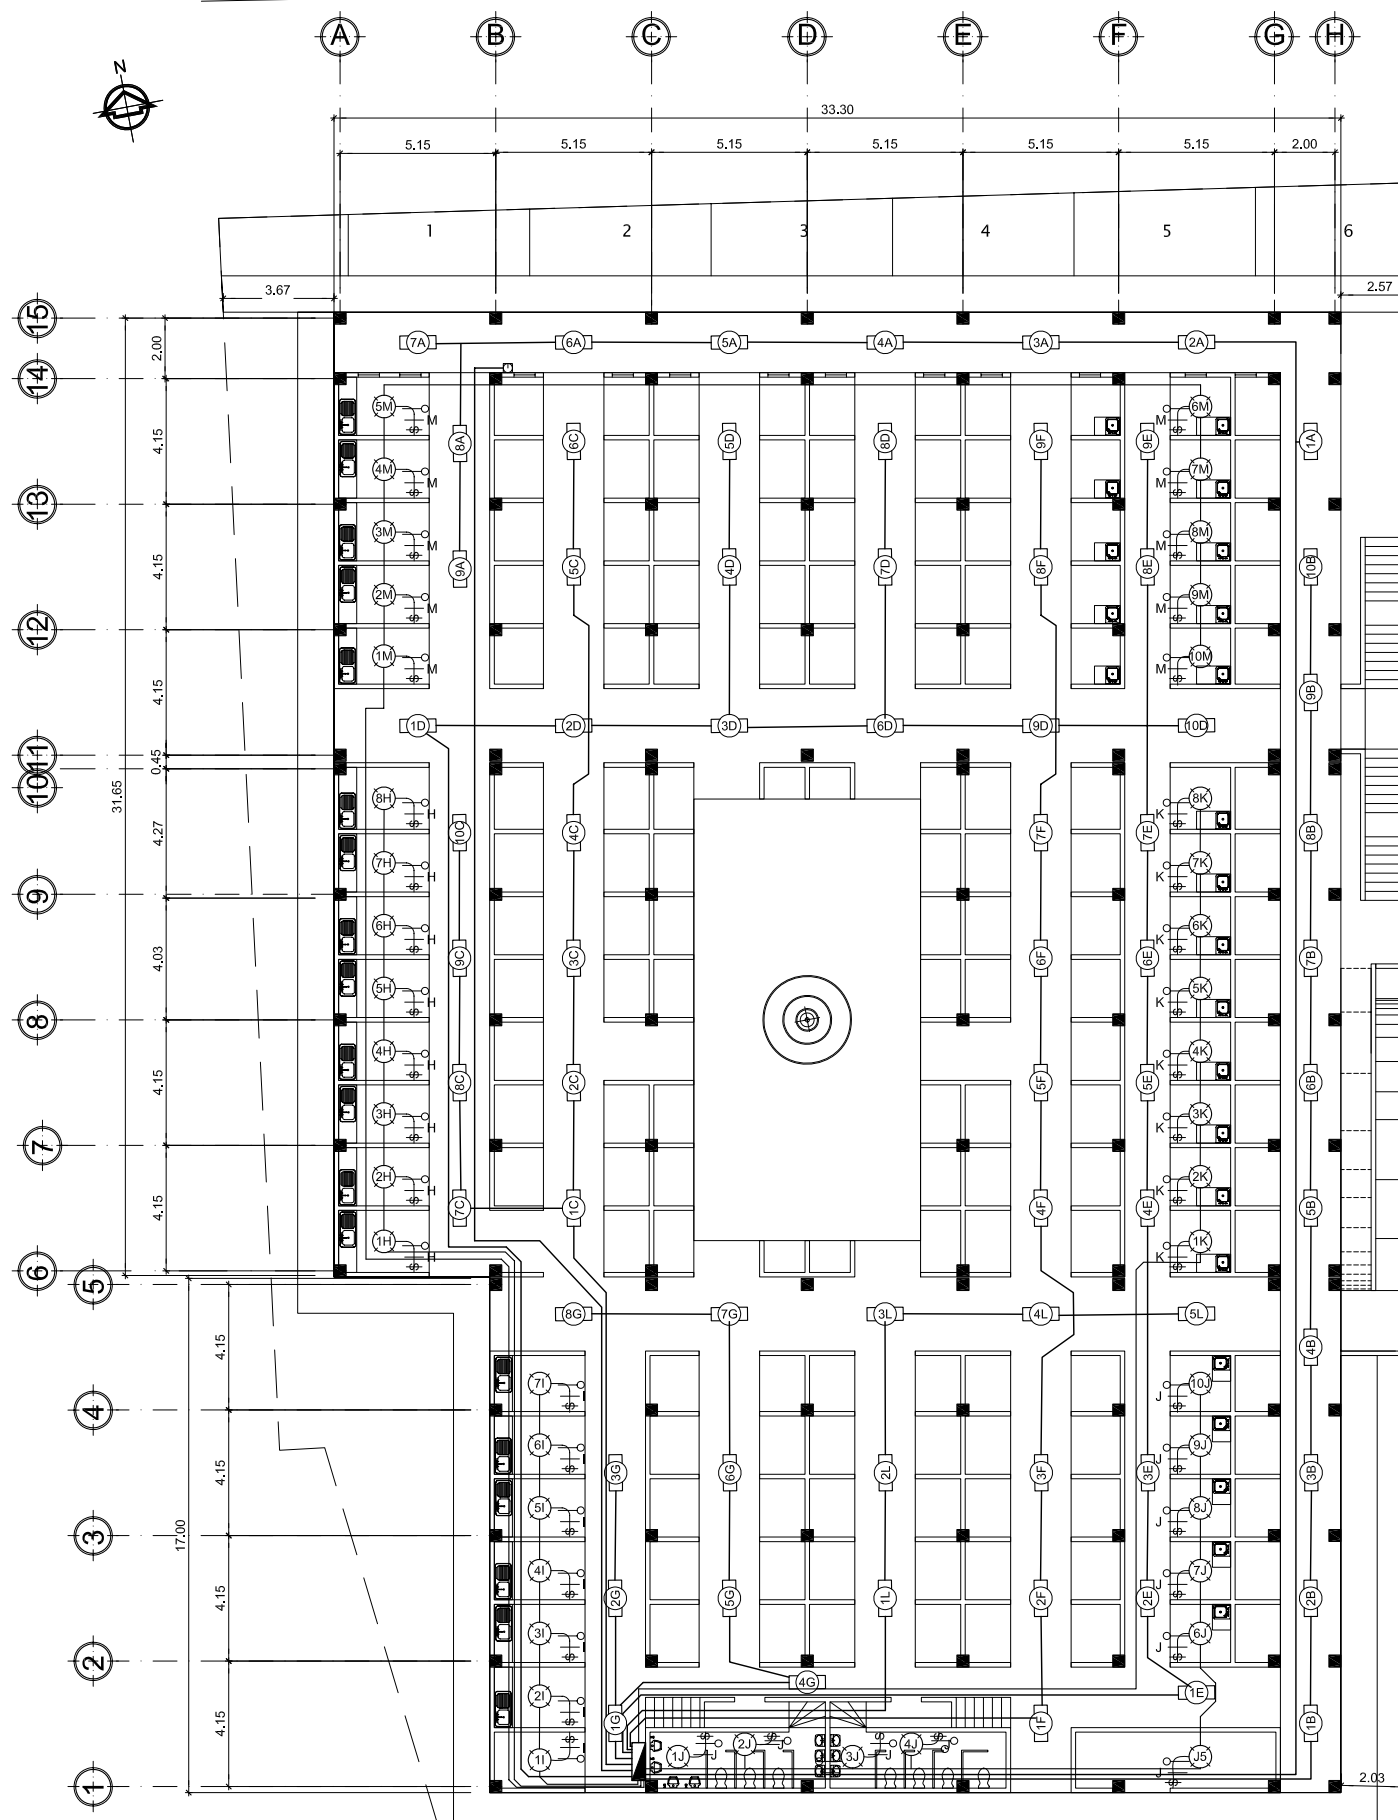 A B C D E F G H
N
33.30
5.15 5.15 5.15 5.15 5.15 5.15 2.00
1 2 3 4 5 6
3.67 2.57
15
2.00
7A 6A 5A 4A 3A 2A
14
5M M 8A 6C 5D 8D 9F 9E M 6M 1A
S S
4.15
4M M M 7M
S S
13
3M M M 8M
S S
4.15
9A 5C 4D 7D 8F 8E 10B
2M M M 9M
S S
12
1M M M 10M
S S
4.15
9B
1D 2D 3D 6D 9D 10D
11
0.45
10
31.65
8H H K 8K
S S
4.27
10C 4C 7F 7E 8B
7H H K 7K
S S
9
6H H K 6K
S S
4.03
9C 3C 6F 6E 7B
5H H K 5K
S S
8
4H H K 4K
S S
4.15
8C 2C 5F 5E 6B
3H H K 3K
S S
7
2H H K 2K
S S
4.15
7C 1C 4F 4E 5B
1H H K 1K
S S
6
5
8G 7G 3L 4L 5L
4.15
4B
7I I J 10J
S S
4
6I I J 9J
S S
4.15
3G 6G 2L 3F 3E 3B
5I I J 8J
S S
3
17.00
4I I J 7J
S S
4.15
2G 5G 1L 2F 2E 2B
3I I J 6J
S S
2
4G 1E
2I I
S
4.15
1G 1F 1B
1I I 1J J 2J J 3J J 4J J J5
S S S S S S
1
2.03